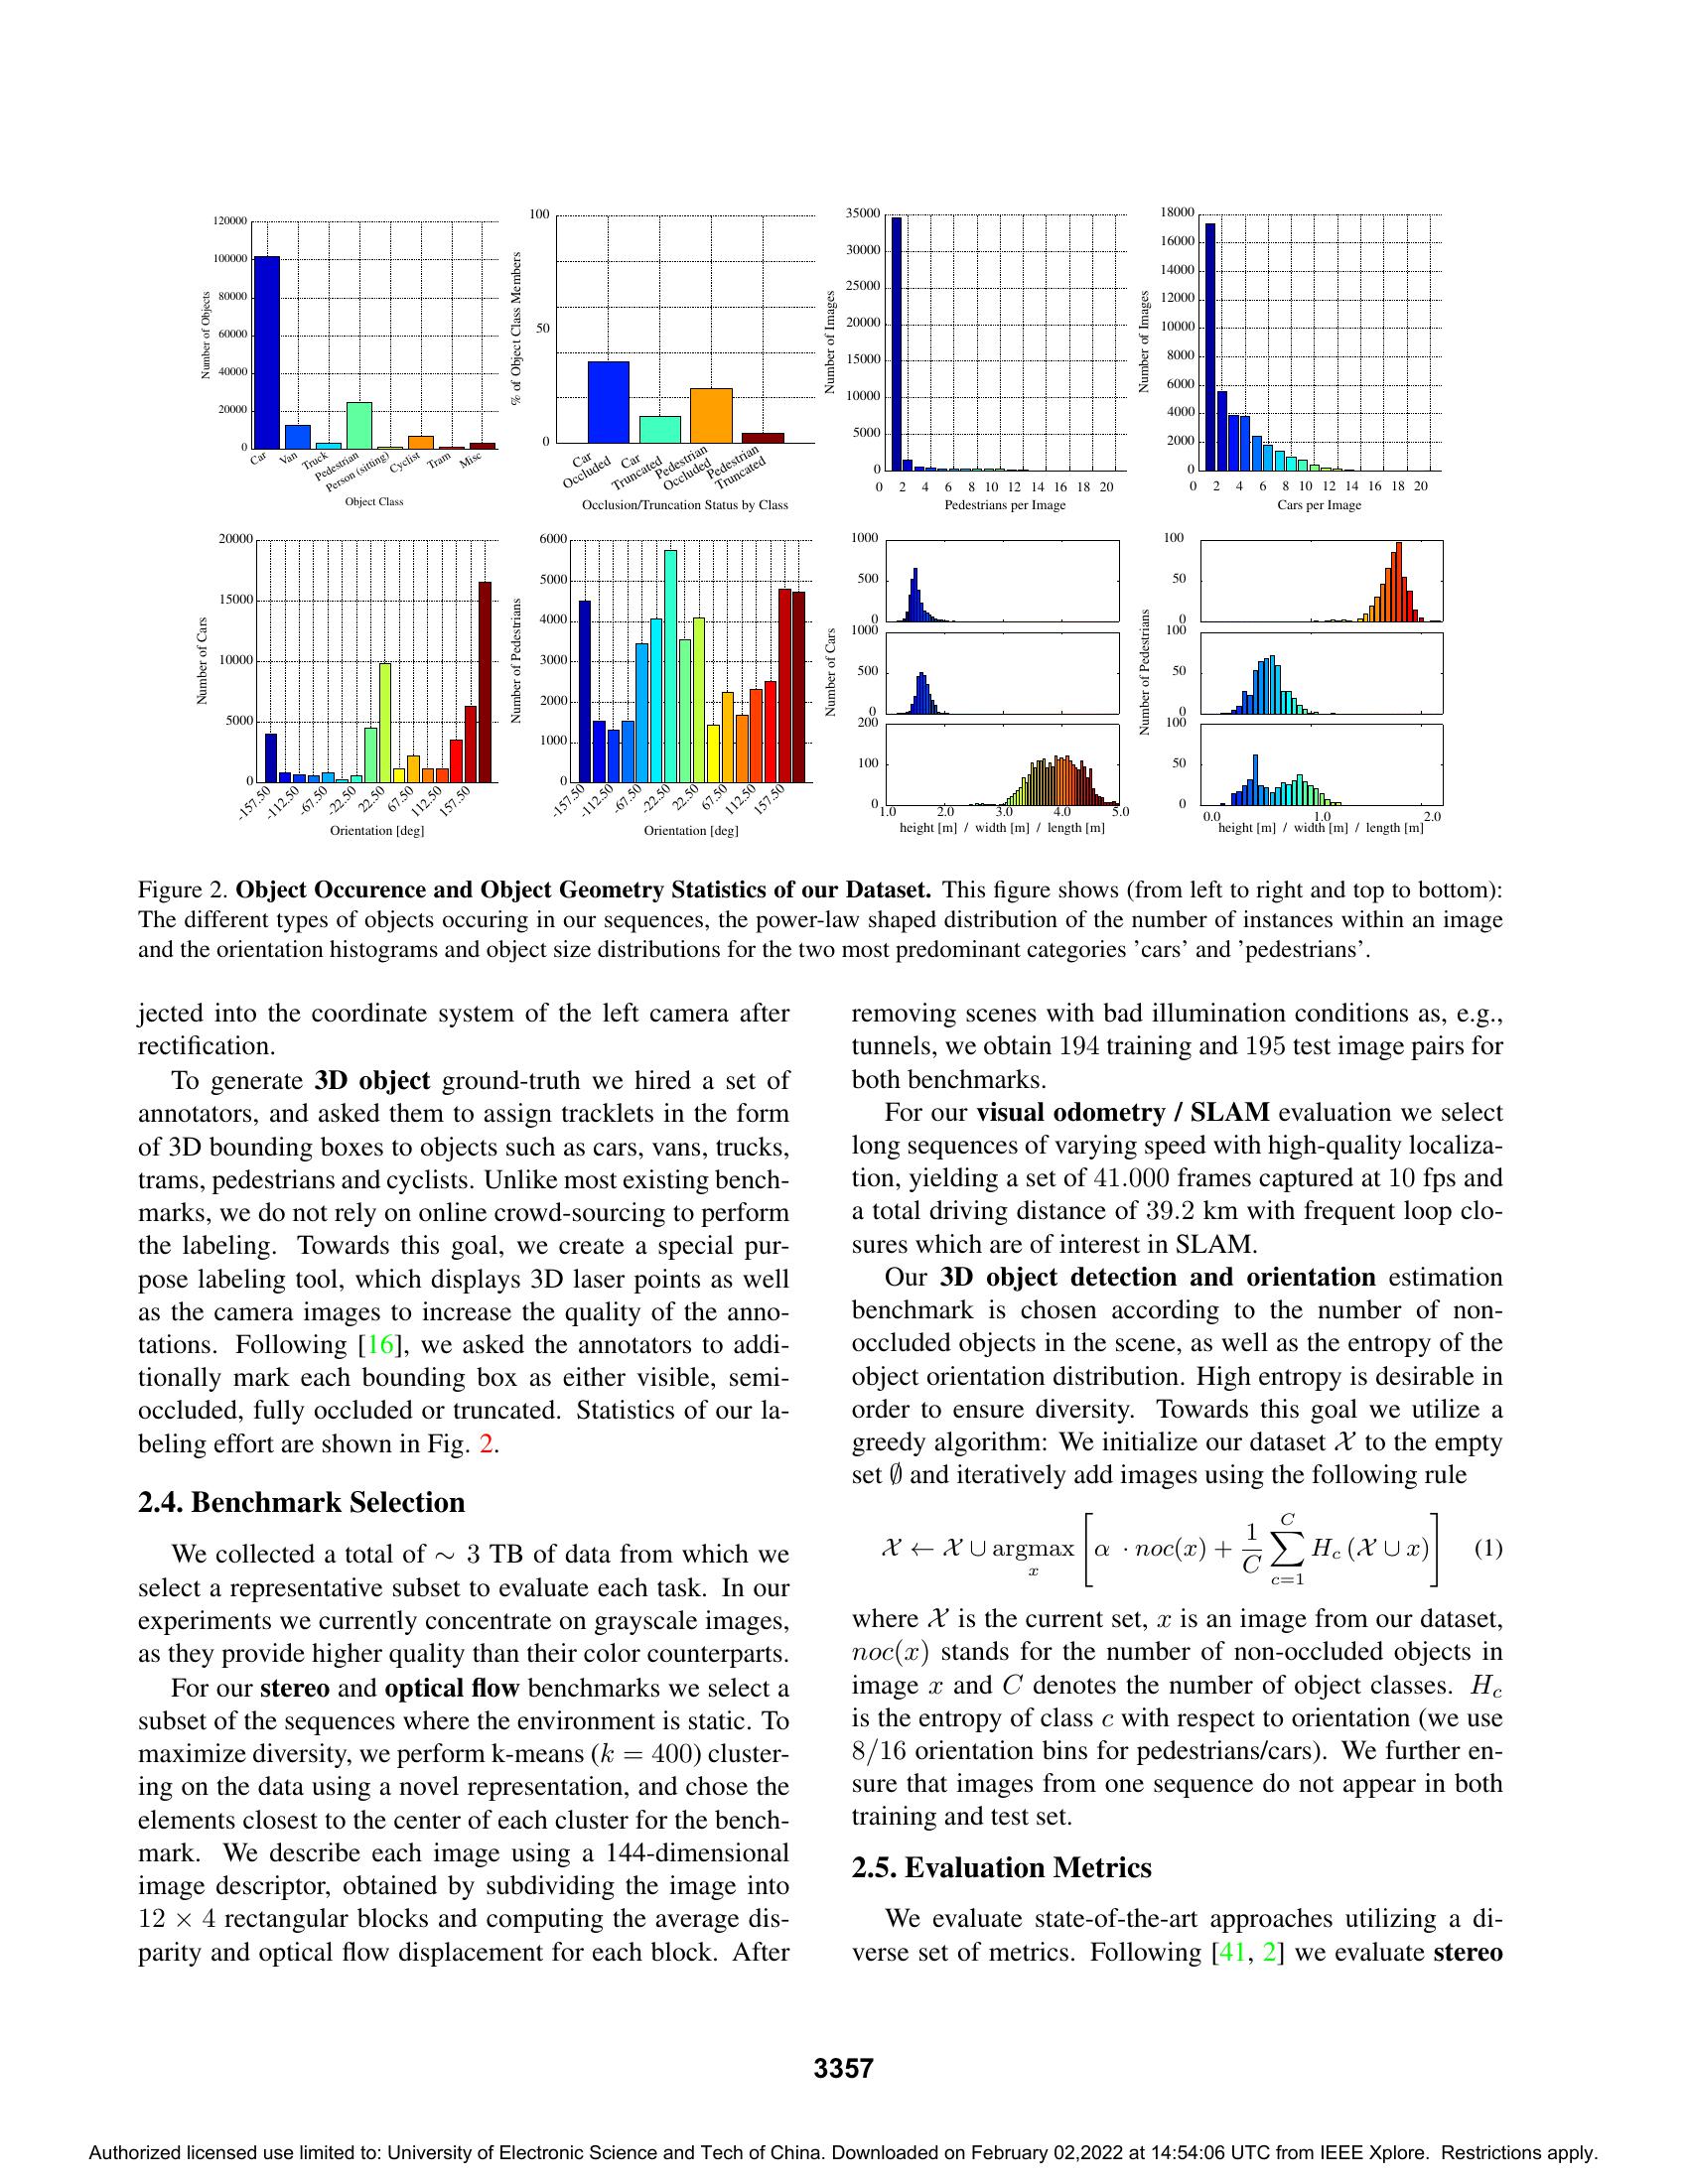 120000
100000
80000
60000
40000
20000
0
Number of Objects
Car
Van
Truck
Pedestrian
Person (sitting)
Cyclist
Tram
Misc
Object Class
100
50
0
% of Object Class Members
Car
Occluded
Car
Truncated
Pedestrian
Occluded
Pedestrian
Truncated
Occlusion/Truncation Status by Class
35000
30000
25000
20000
15000
10000
5000
0
Number of Images
0 2 4 6 8 10 12 14 16 18 20
Pedestrians per Image
18000
16000
14000
12000
10000
8000
6000
4000
2000
0
Number of Images
0 2 4 6 8 10 12 14 16 18 20
Cars per Image
20000
15000
10000
5000
0
Number of Cars
-157.50 -112.50 -67.50 -22.50 22.50 67.50 112.50 157.50
Orientation [deg]
6000
5000
4000
3000
2000
1000
0
Number of Pedestrians
-157.50 -112.50 -67.50 -22.50 22.50 67.50 112.50 157.50
Orientation [deg]
1000
500
0
1000
500
0
200
100
0
Number of Cars
1.0 2.0 3.0 4.0 5.0
height [m] / width [m] / length [m]
100
50
0
100
50
0
100
50
0
Number of Pedestrians
0.0 1.0 2.0
height [m] / width [m] / length [m]
Figure 2. Object Occurence and Object Geometry Statistics of our Dataset. This figure shows (from left to right and top to bottom):
The different types of objects occuring in our sequences, the power-law shaped distribution of the number of instances within an image
and the orientation histograms and object size distributions for the two most predominant categories 'cars' and 'pedestrians'.
jected into the coordinate system of the left camera after
rectification.
To generate 3D object ground-truth we hired a set of
annotators, and asked them to assign tracklets in the form
of 3D bounding boxes to objects such as cars, vans, trucks,
trams, pedestrians and cyclists. Unlike most existing bench-
marks, we do not rely on online crowd-sourcing to perform
the labeling. Towards this goal, we create a special pur-
pose labeling tool, which displays 3D laser points as well
as the camera images to increase the quality of the anno-
tations. Following [16], we asked the annotators to addi-
tionally mark each bounding box as either visible, semi-
occluded, fully occluded or truncated. Statistics of our la-
beling effort are shown in Fig. 2.
2.4. Benchmark Selection
We collected a total of ∼ 3 TB of data from which we
select a representative subset to evaluate each task. In our
experiments we currently concentrate on grayscale images,
as they provide higher quality than their color counterparts.
For our stereo and optical flow benchmarks we select a
subset of the sequences where the environment is static. To
maximize diversity, we perform k-means (k = 400) cluster-
ing on the data using a novel representation, and chose the
elements closest to the center of each cluster for the bench-
mark. We describe each image using a 144-dimensional
image descriptor, obtained by subdividing the image into
12 × 4 rectangular blocks and computing the average dis-
parity and optical flow displacement for each block. After
removing scenes with bad illumination conditions as, e.g.,
tunnels, we obtain 194 training and 195 test image pairs for
both benchmarks.
For our visual odometry / SLAM evaluation we select
long sequences of varying speed with high-quality localiza-
tion, yielding a set of 41.000 frames captured at 10 fps and
a total driving distance of 39.2 km with frequent loop clo-
sures which are of interest in SLAM.
Our 3D object detection and orientation estimation
benchmark is chosen according to the number of non-
occluded objects in the scene, as well as the entropy of the
object orientation distribution. High entropy is desirable in
order to ensure diversity. Towards this goal we utilize a
greedy algorithm: We initialize our dataset 𝒳 to the empty
set ∅ and iteratively add images using the following rule
𝒳 ← 𝒳 ∪ argmax_x [ α · noc(x) + 1/C ∑_{c=1}^{C} H_c (𝒳 ∪ x) ] (1)
where 𝒳 is the current set, x is an image from our dataset,
noc(x) stands for the number of non-occluded objects in
image x and C denotes the number of object classes. H_c
is the entropy of class c with respect to orientation (we use
8/16 orientation bins for pedestrians/cars). We further en-
sure that images from one sequence do not appear in both
training and test set.
2.5. Evaluation Metrics
We evaluate state-of-the-art approaches utilizing a di-
verse set of metrics. Following [41, 2] we evaluate stereo
3357
Authorized licensed use limited to: University of Electronic Science and Tech of China. Downloaded on February 02,2022 at 14:54:06 UTC from IEEE Xplore. Restrictions apply.